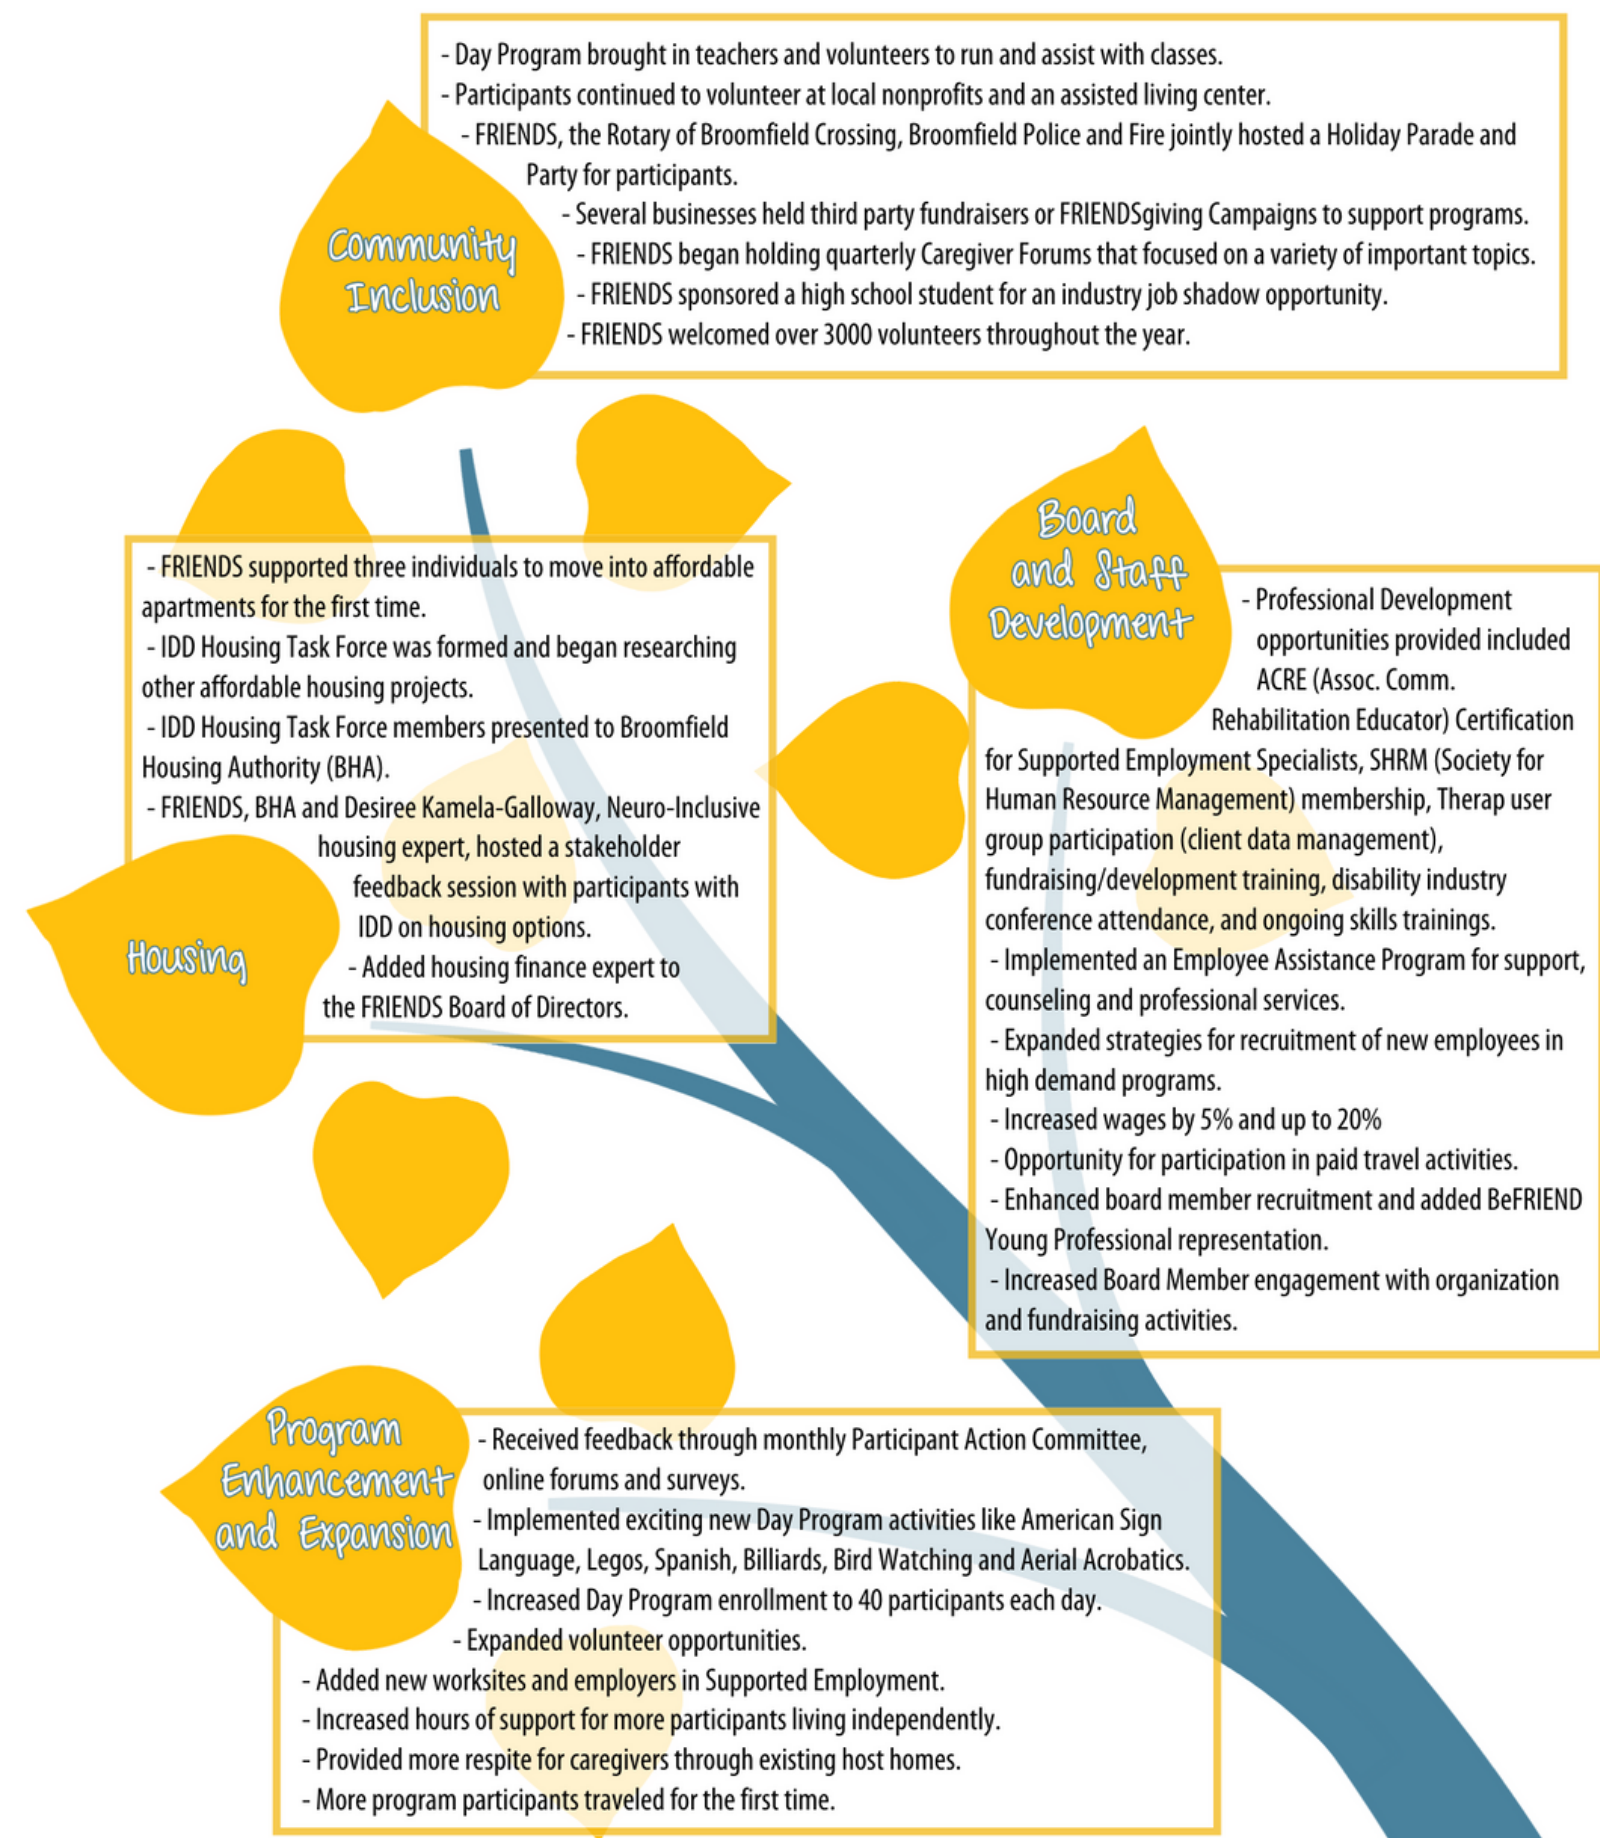 - Day Program brought in teachers and volunteers to run and assist with classes.
- Participants continued to volunteer at local nonprofits and an assisted living center.
- FRIENDS, the Rotary of Broomfield Crossing, Broomfield Police and Fire jointly hosted a Holiday Parade and
Party for participants.
- Several businesses held third party fundraisers or FRIENDSgiving Campaigns to support programs.
- FRIENDS began holding quarterly Caregiver Forums that focused on a variety of important topics.
- FRIENDS sponsored a high school student for an industry job shadow opportunity.
- FRIENDS welcomed over 3000 volunteers throughout the year.
Community
Inclusion
- FRIENDS supported three individuals to move into affordable
apartments for the first time.
- IDD Housing Task Force was formed and began researching
other affordable housing projects.
- IDD Housing Task Force members presented to Broomfield
Housing Authority (BHA).
- FRIENDS, BHA and Desiree Kamela-Galloway, Neuro-Inclusive
housing expert, hosted a stakeholder
feedback session with participants with
IDD on housing options.
- Added housing finance expert to
the FRIENDS Board of Directors.
Housing
Board
and Staff
Development
- Professional Development
opportunities provided included
ACRE (Assoc. Comm.
Rehabilitation Educator) Certification
for Supported Employment Specialists, SHRM (Society for
Human Resource Management) membership, Therap user
group participation (client data management),
fundraising/development training, disability industry
conference attendance, and ongoing skills trainings.
- Implemented an Employee Assistance Program for support,
counseling and professional services.
- Expanded strategies for recruitment of new employees in
high demand programs.
- Increased wages by 5% and up to 20%
- Opportunity for participation in paid travel activities.
- Enhanced board member recruitment and added BeFRIEND
Young Professional representation.
- Increased Board Member engagement with organization
and fundraising activities.
Program
Enhancement
and Expansion
- Received feedback through monthly Participant Action Committee,
online forums and surveys.
- Implemented exciting new Day Program activities like American Sign
Language, Legos, Spanish, Billiards, Bird Watching and Aerial Acrobatics.
- Increased Day Program enrollment to 40 participants each day.
- Expanded volunteer opportunities.
- Added new worksites and employers in Supported Employment.
- Increased hours of support for more participants living independently.
- Provided more respite for caregivers through existing host homes.
- More program participants traveled for the first time.